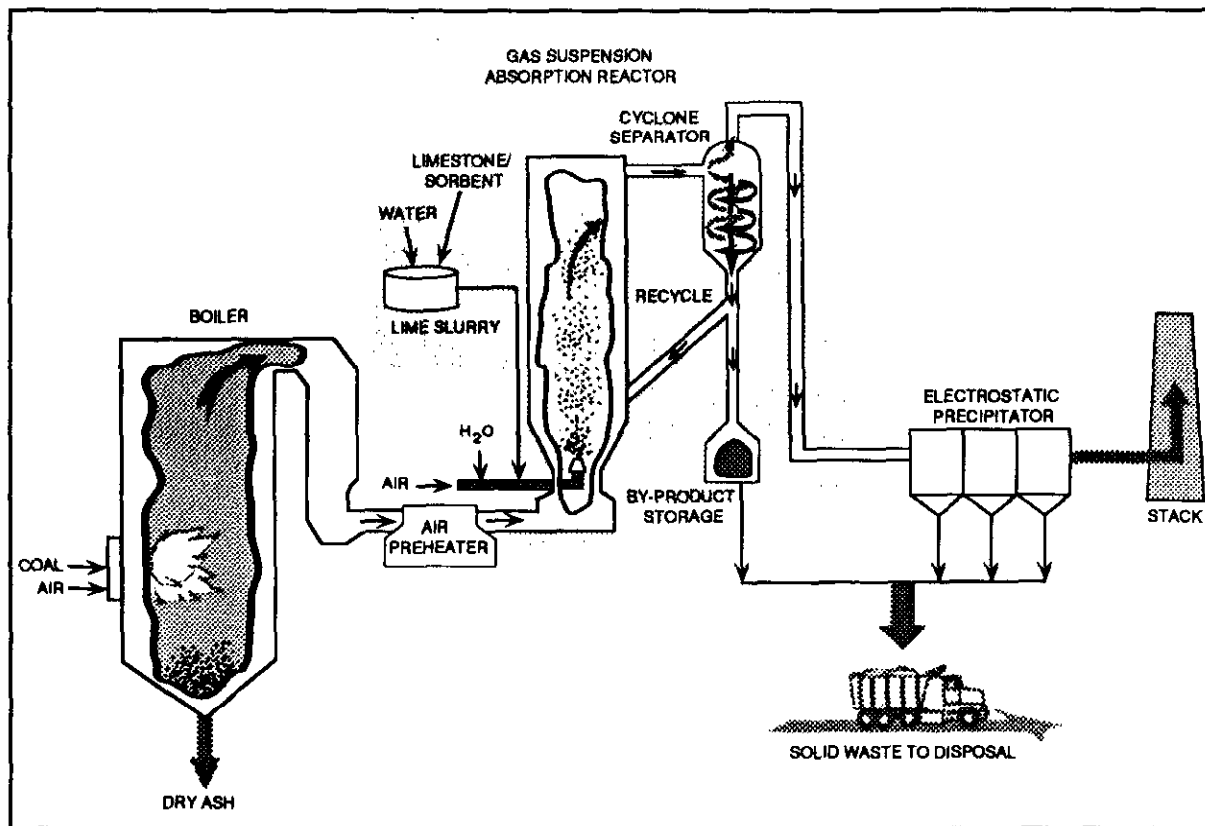 GAS SUSPENSION
ABSORPTION REACTOR
CYCLONE
SEPARATOR
LIMESTONE/
SORBENT
WATER
LIME SLURRY
RECYCLE
BOILER
ELECTROSTATIC
PRECIPITATOR
H2O
AIR
BY-PRODUCT
STORAGE
STACK
AIR
PREHEATER
COAL
AIR
SOLID WASTE TO DISPOSAL
DRY ASH